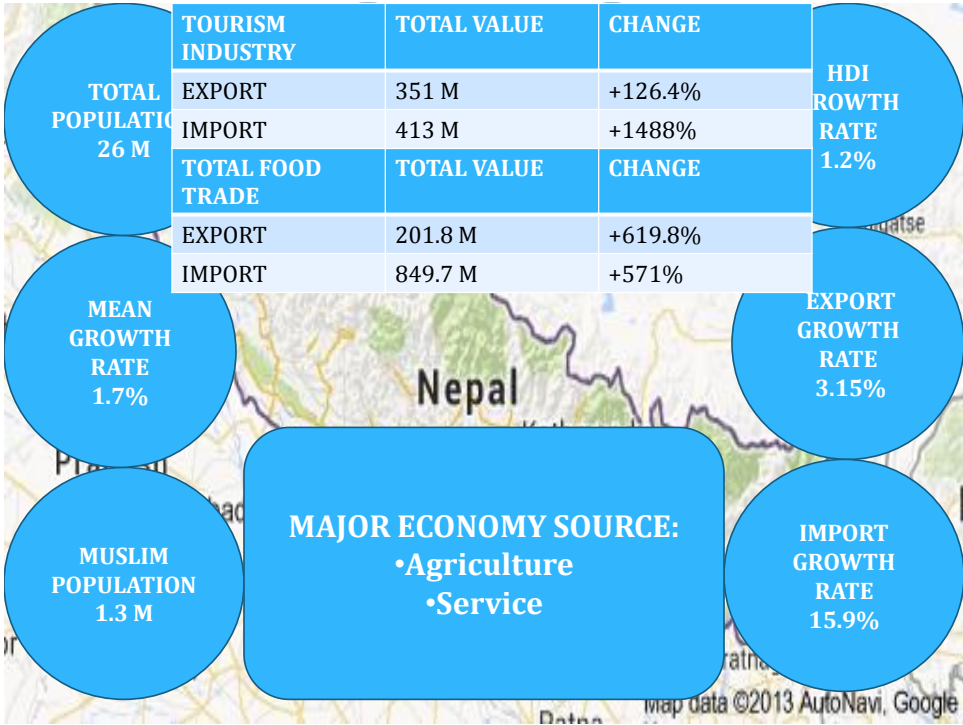 TOURISM INDUSTRY TOTAL VALUE CHANGE
EXPORT 351 M +126.4%
IMPORT 413 M +1488%
TOTAL FOOD TRADE TOTAL VALUE CHANGE
EXPORT 201.8 M +619.8%
IMPORT 849.7 M +571%
TOTAL
POPULATIO
26 M
HDI
ROWTH
RATE
1.2%
MEAN
GROWTH
RATE
1.7%
EXPORT
GROWTH
RATE
3.15%
Nepal
MUSLIM
POPULATION
1.3 M
MAJOR ECONOMY SOURCE:
•Agriculture
•Service
IMPORT
GROWTH
RATE
15.9%
Map data ©2013 AutoNavi, Google